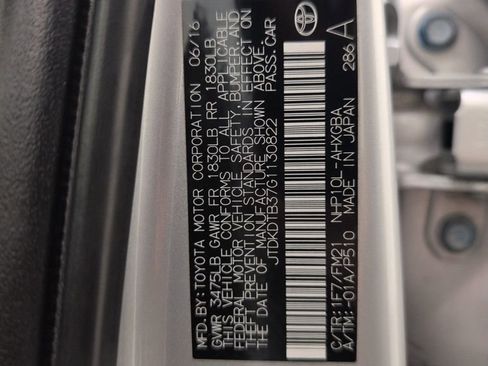 MFD.BY:TOYOTA MOTOR CORPORATION 06/16
GVWR 3475LB GAWR FR 1830LB RR 1830LB
THIS VEHICLE CONFORMS TO ALL APPLICABLE
FEDERAL MOTOR VEHICLE SAFETY, BUMPER, AND
THEFT PREVENTION STANDARDS IN EFFECT ON
THE DATE OF MANUFACTURE SHOWN ABOVE.
JTDKDTB37G1130822 PASS.CAR
C/TR: 1F7/FM21 NHP10L-AHXGBA
A/TM:-01A/P510 MADE IN JAPAN
286 A